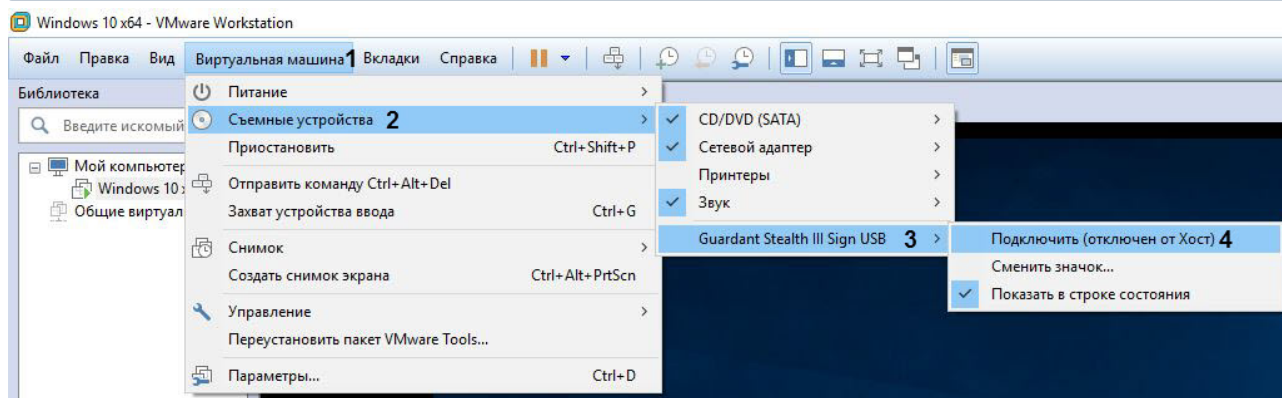 Windows 10 x64 - VMware Workstation
Файл Правка Вид Виртуальная машина 1 Вкладки Справка
Библиотека
Введите искомый
Мой компьютер
Windows 10 x
Общие виртуал
Питание
Съемные устройства 2
Приостановить Ctrl+Shift+P
Отправить команду Ctrl+Alt+Del
Захват устройства ввода Ctrl+G
Снимок
Создать снимок экрана Ctrl+Alt+PrtScn
Управление
Переустановить пакет VMware Tools...
Параметры... Ctrl+D
CD/DVD (SATA)
Сетевой адаптер
Принтеры
Звук
Guardant Stealth III Sign USB 3
Подключить (отключен от Хост) 4
Сменить значок...
Показать в строке состояния